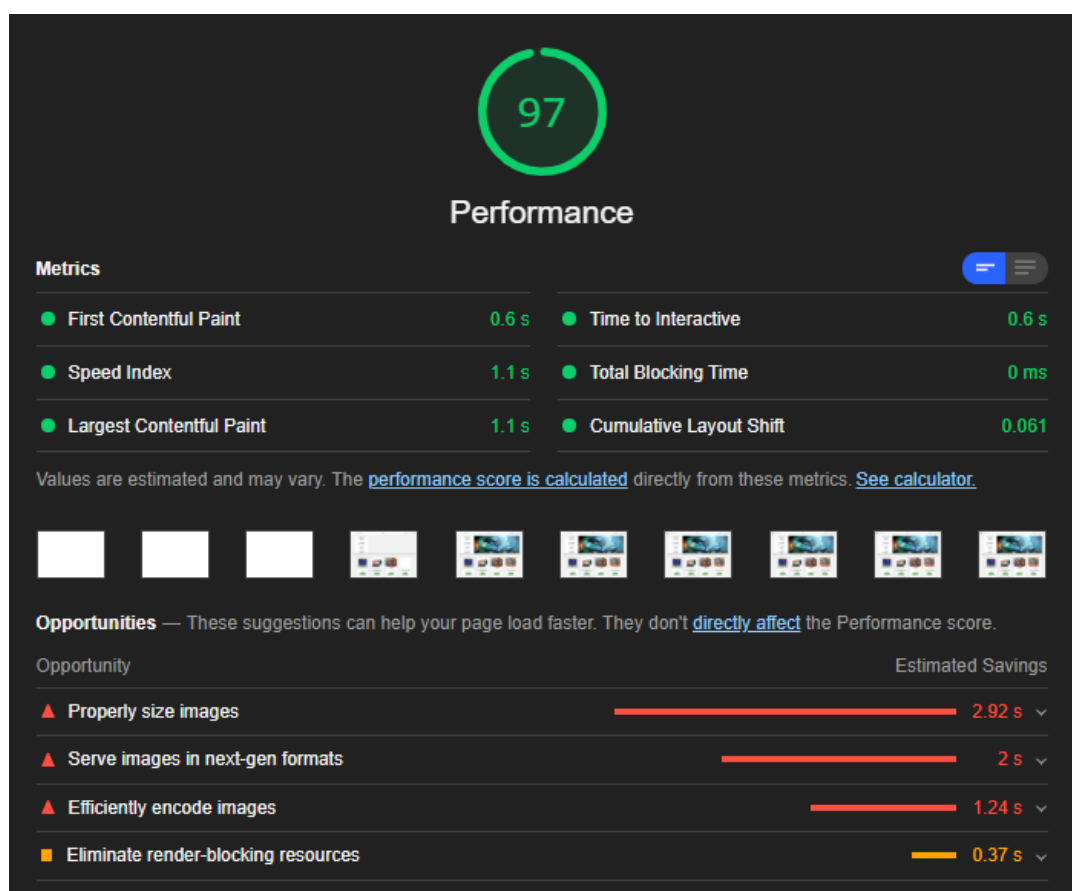 97
Performance
Metrics
First Contentful Paint 0.6 s
Time to Interactive 0.6 s
Speed Index 1.1 s
Total Blocking Time 0 ms
Largest Contentful Paint 1.1 s
Cumulative Layout Shift 0.061
Values are estimated and may vary. The performance score is calculated directly from these metrics. See calculator.
Opportunities — These suggestions can help your page load faster. They don't directly affect the Performance score.
Opportunity Estimated Savings
Properly size images 2.92 s
Serve images in next-gen formats 2 s
Efficiently encode images 1.24 s
Eliminate render-blocking resources 0.37 s